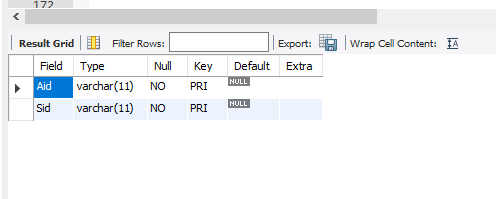 172
Result Grid Filter Rows: Export: Wrap Cell Content: IA
Field Type Null Key Default Extra
Aid varchar(11) NO PRI NULL
Sid varchar(11) NO PRI NULL